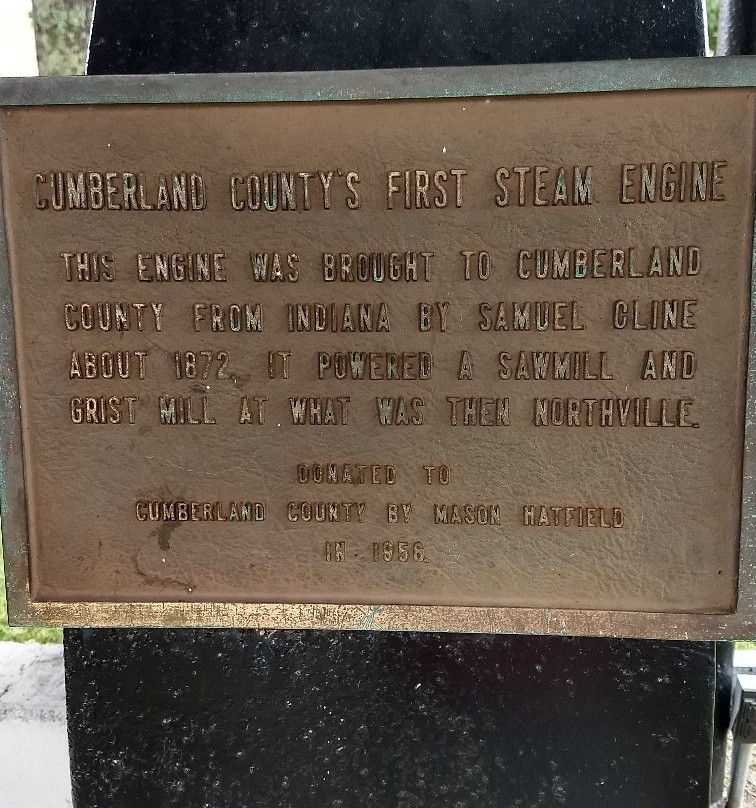 CUMBERLAND COUNTY'S FIRST STEAM ENGINE
THIS ENGINE WAS BROUGHT TO CUMBERLAND
COUNTY FROM INDIANA BY SAMUEL CLINE
ABOUT 1872. IT POWERED A SAWMILL AND
GRIST MILL AT WHAT WAS THEN NORTHVILLE.
DONATED TO
CUMBERLAND COUNTY BY MASON HATFIELD
IN 1956.